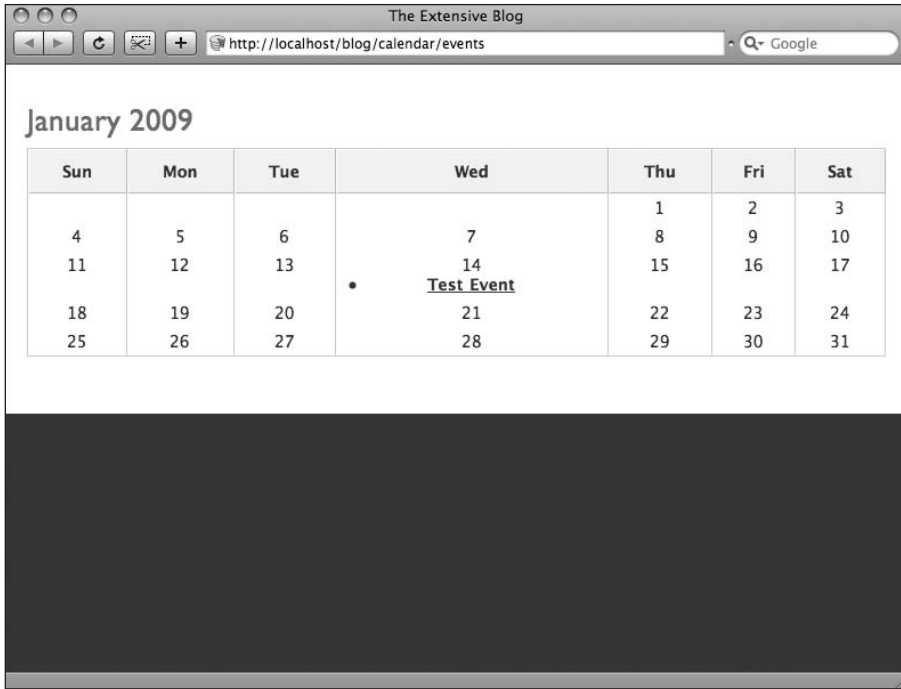 The Extensive Blog
http://localhost/blog/calendar/events
Google
January 2009
Sun Mon Tue Wed Thu Fri Sat
1 2 3
4 5 6 7 8 9 10
11 12 13 14 15 16 17
Test Event
18 19 20 21 22 23 24
25 26 27 28 29 30 31